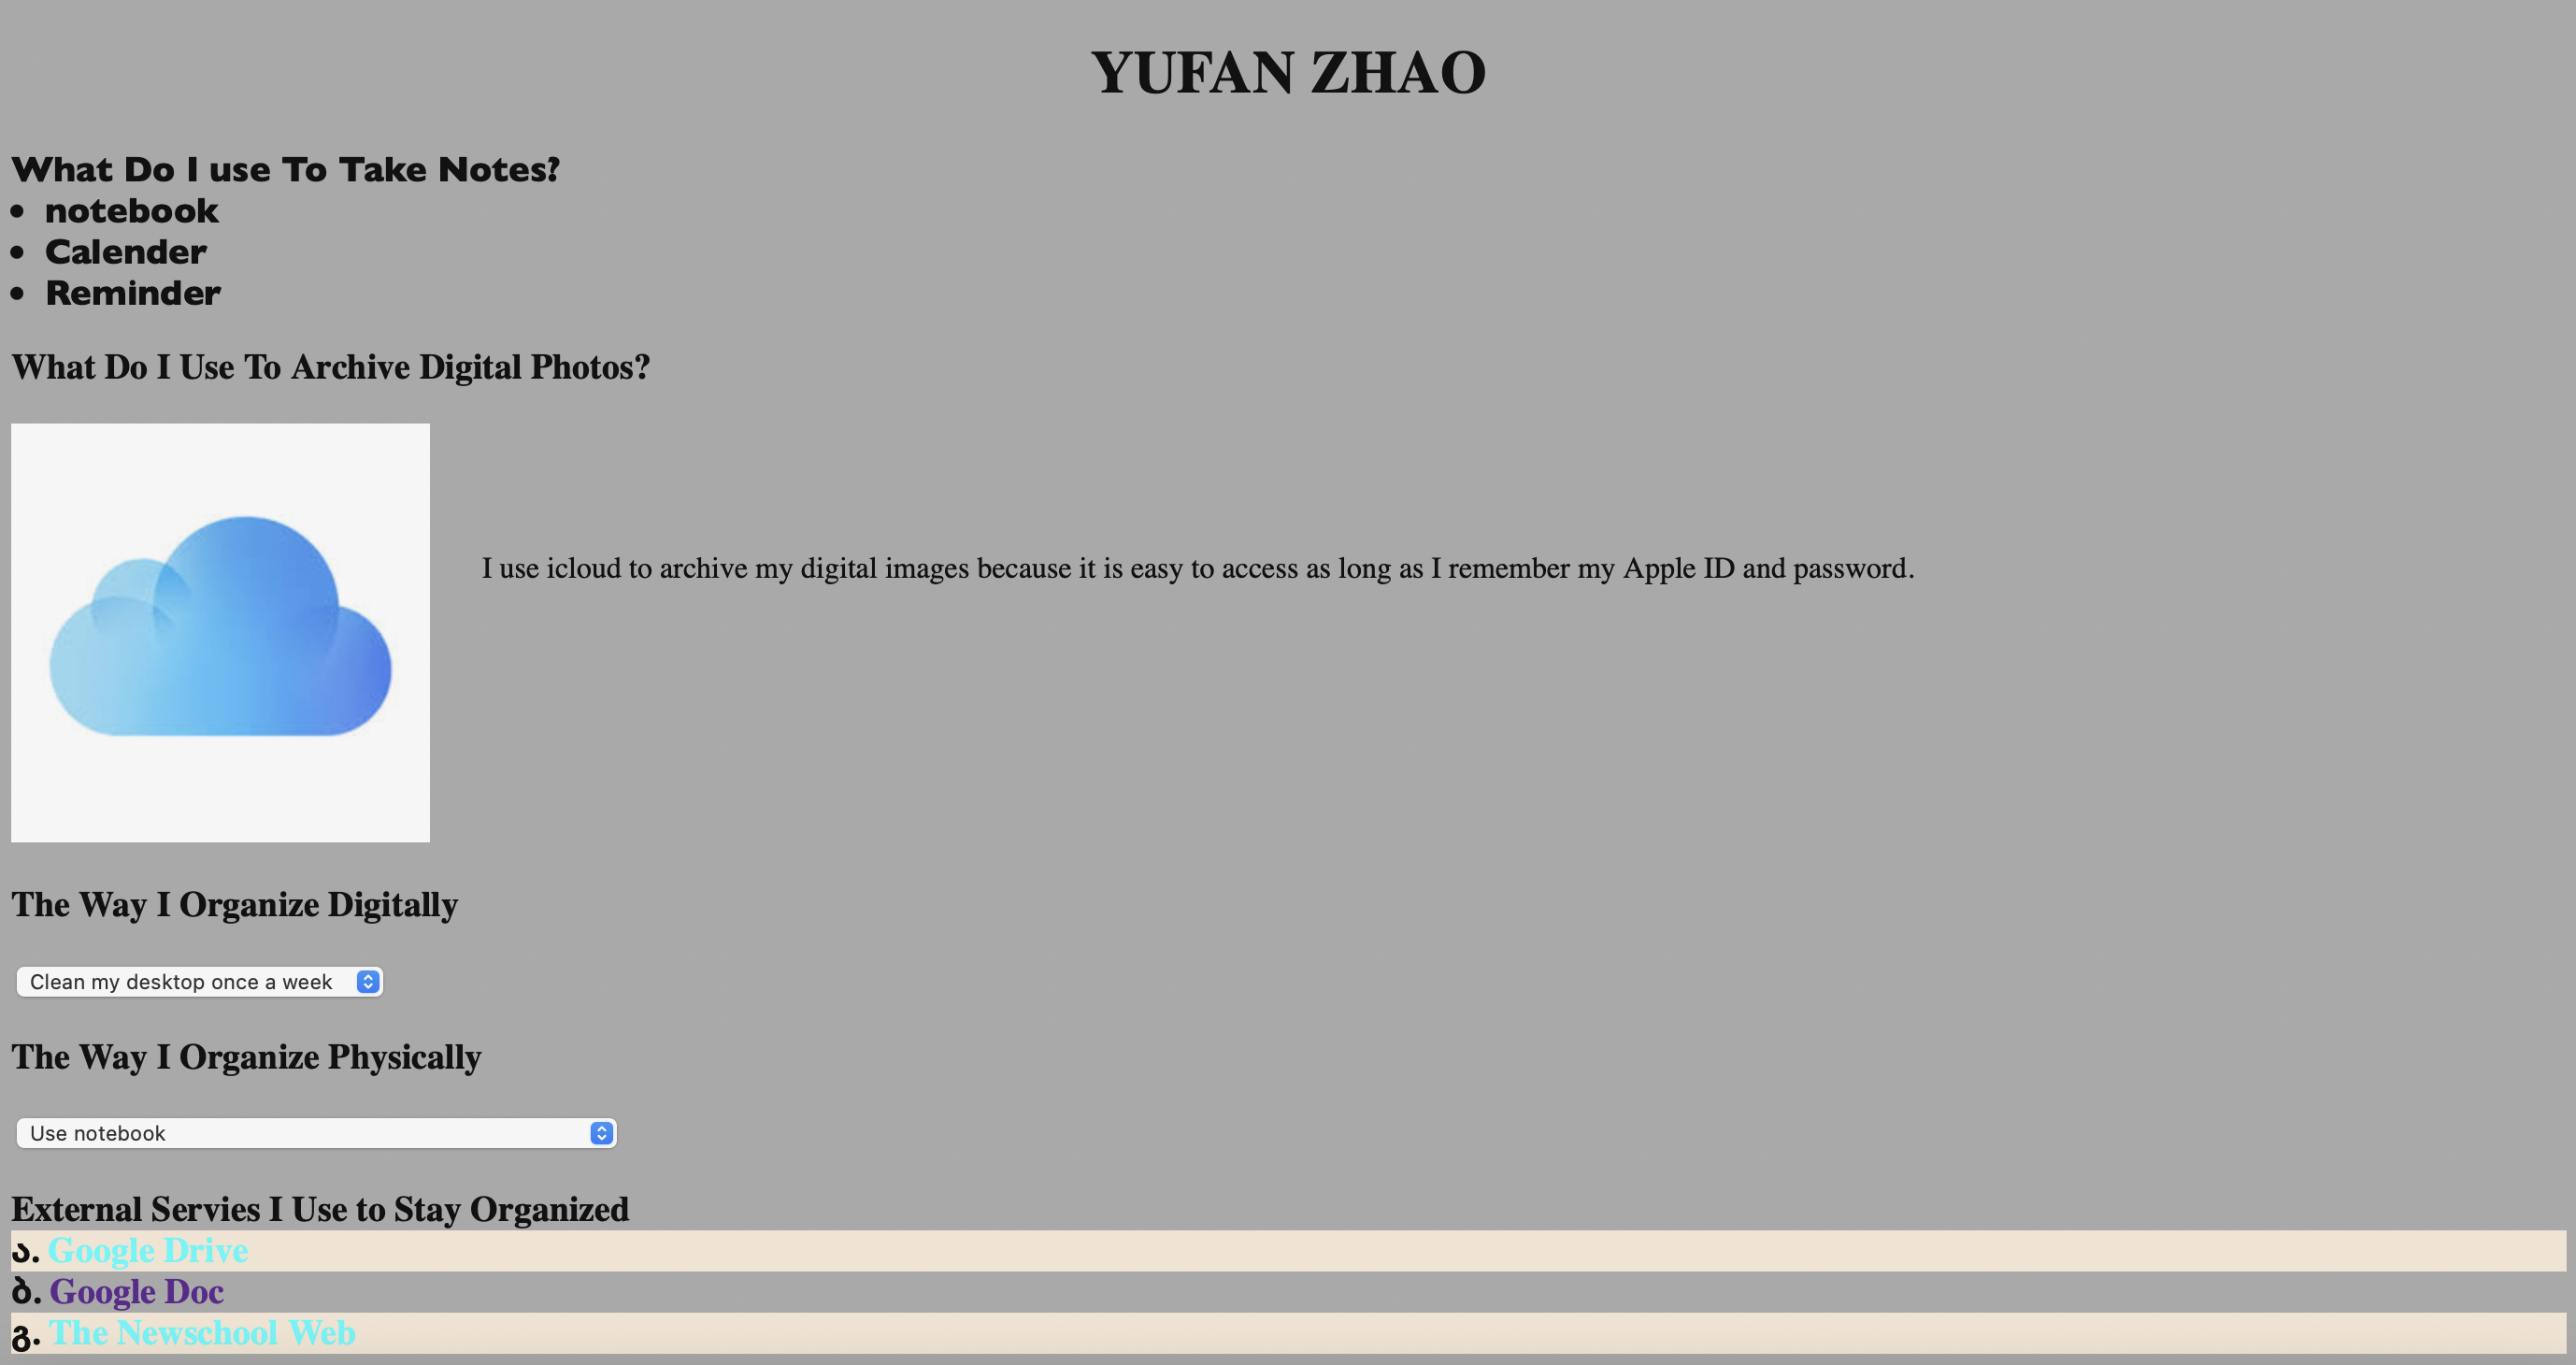 YUFAN ZHAO
What Do I use To Take Notes?
• notebook
• Calender
• Reminder
What Do I Use To Archive Digital Photos?
I use icloud to archive my digital images because it is easy to access as long as I remember my Apple ID and password.
The Way I Organize Digitally
Clean my desktop once a week
The Way I Organize Physically
Use notebook
External Servies I Use to Stay Organized
ა. Google Drive
ბ. Google Doc
გ. The Newschool Web